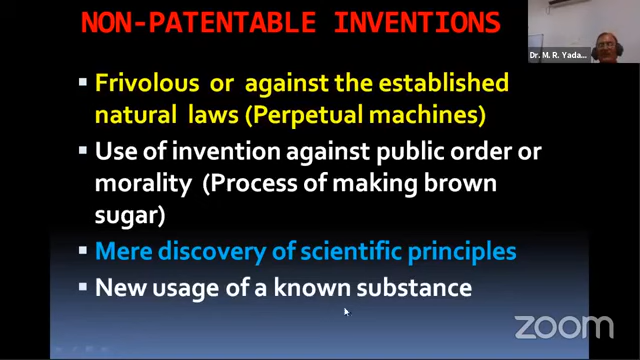 NON-PATENTABLE INVENTIONS
Dr. M. R. Yada...
▪ Frivolous or against the established
natural laws (Perpetual machines)
▪ Use of invention against public order or
morality (Process of making brown
sugar)
▪ Mere discovery of scientific principles
▪ New usage of a known substance
zoom